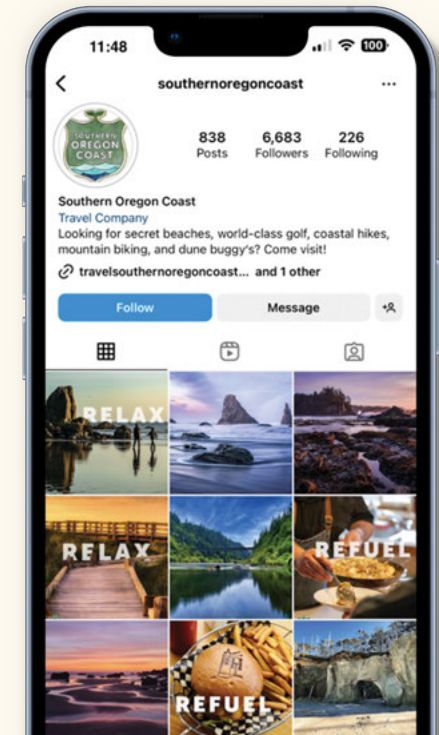 11:48
100
southernoregoncoast
...
SOUTHERN
OREGON
COAST
838 6,683 226
Posts Followers Following
Southern Oregon Coast
Travel Company
Looking for secret beaches, world-class golf, coastal hikes,
mountain biking, and dune buggy's? Come visit!
travelsouthernoregoncoast... and 1 other
Follow Message
RELAX
RELAX
REFUEL
REFUEL